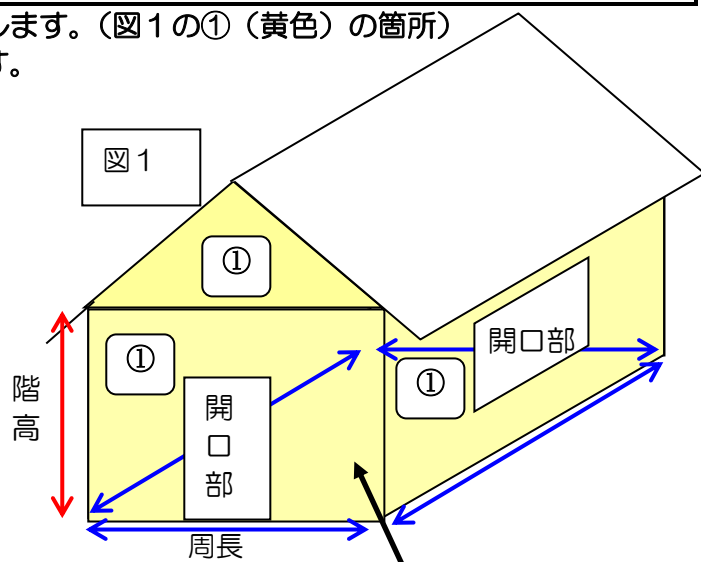 します。（図１の①（黄色）の箇所）
す。
図１
①
①
開口部
①
階高
開口部
周長